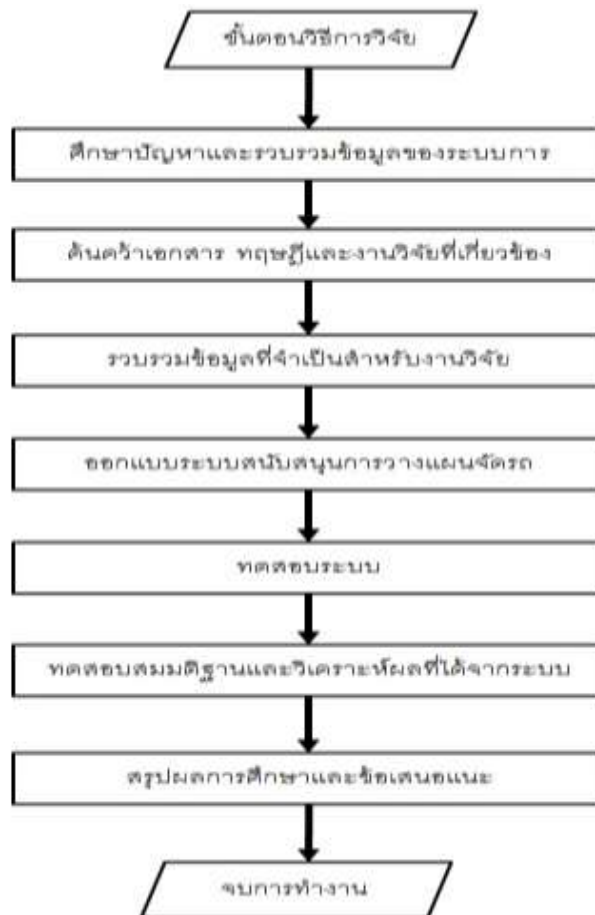 ขั้นตอนวิธีการวิจัย
ศึกษาปัญหาและรวบรวมข้อมูลของระบบการ
ค้นคว้าเอกสาร ทฤษฎีและงานวิจัยที่เกี่ยวข้อง
รวบรวมข้อมูลที่จำเป็นสำหรับงานวิจัย
ออกแบบระบบสนับสนุนการวางแผนจัดรถ
ทดสอบระบบ
ทดสอบสมมติฐานและวิเคราะห์ผลที่ได้จากระบบ
สรุปผลการศึกษาและข้อเสนอแนะ
จบการทำงาน